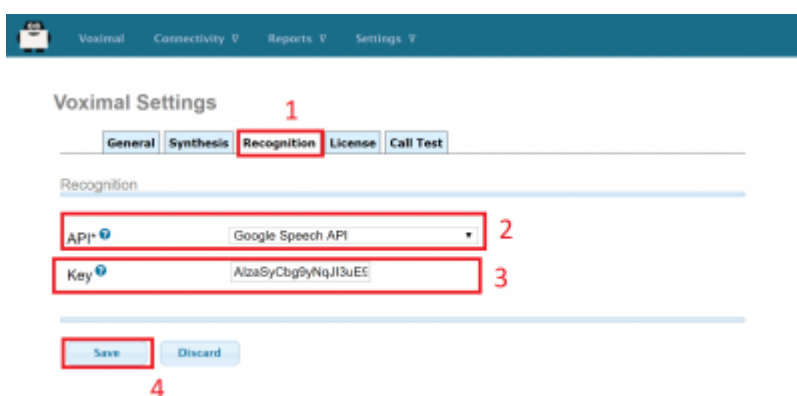 Voximal Connectivity ∇ Reports ∇ Settings ∇
Voximal Settings
1
General Synthesis Recognition License Call Test
Recognition
API* ? Google Speech API 2
Key ? 3
Save Discard
4